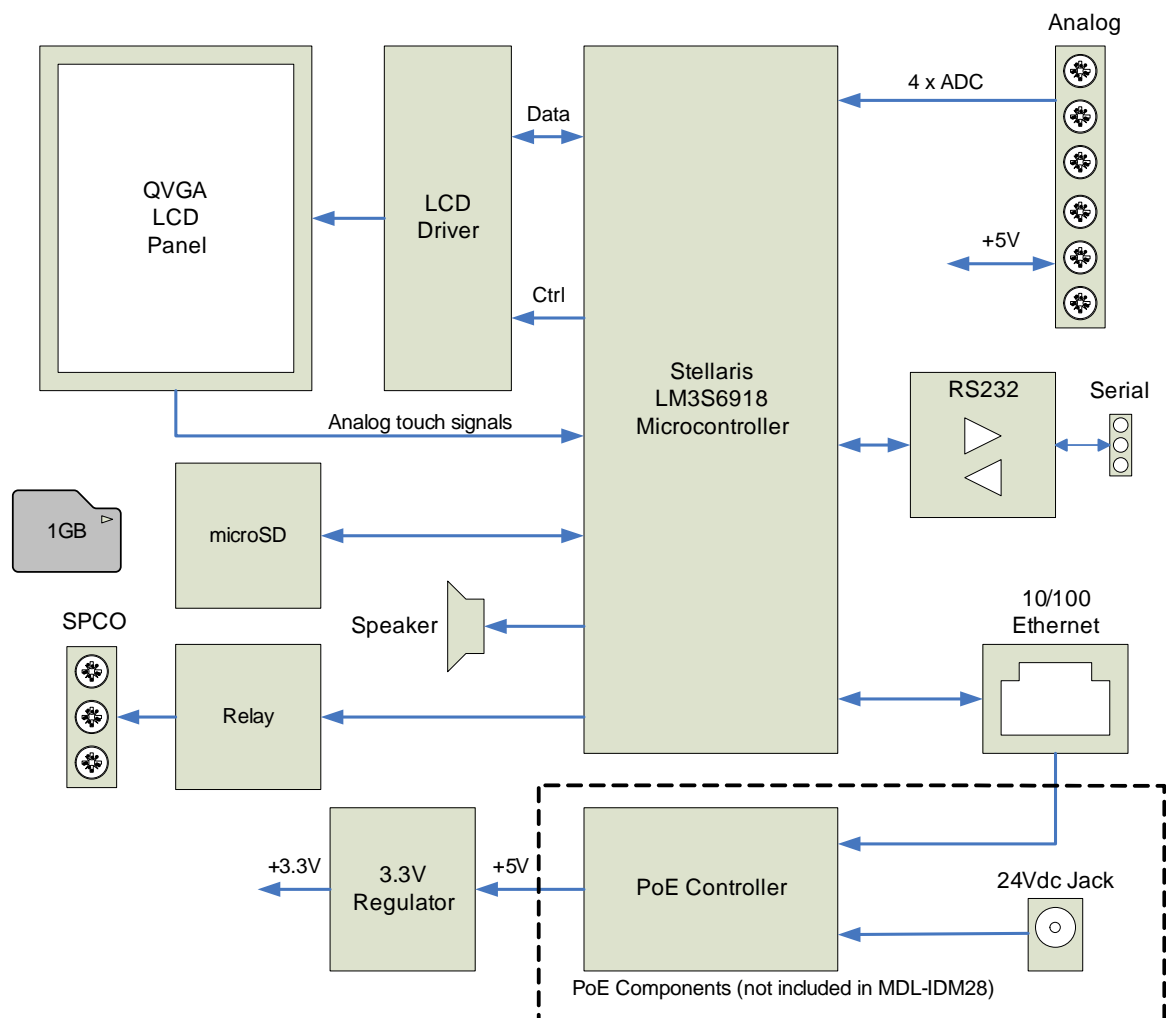 Analog
4 x ADC
Data
QVGA
LCD
Panel
LCD
Driver
+5V
Ctrl
Stellaris
LM3S6918
Microcontroller
RS232
Serial
Analog touch signals
1GB
microSD
SPCO
Speaker
10/100
Ethernet
Relay
+3.3V
3.3V
Regulator
+5V
PoE Controller
24Vdc Jack
PoE Components (not included in MDL-IDM28)